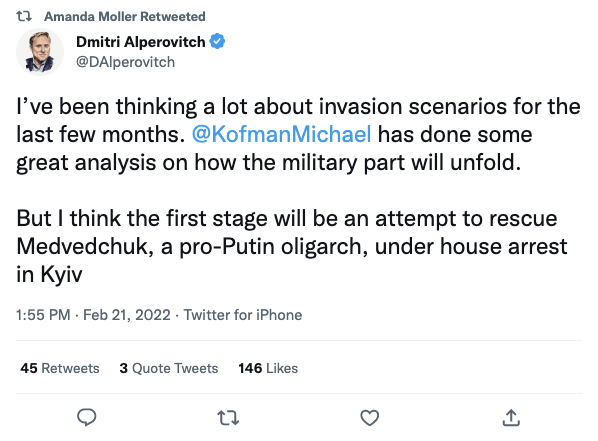 Amanda Moller Retweeted
Dmitri Alperovitch
@DAlperovitch
I've been thinking a lot about invasion scenarios for the
last few months. @KofmanMichael has done some
great analysis on how the military part will unfold.
But I think the first stage will be an attempt to rescue
Medvedchuk, a pro-Putin oligarch, under house arrest
in Kyiv
1:55 PM · Feb 21, 2022 · Twitter for iPhone
45 Retweets 3 Quote Tweets 146 Likes